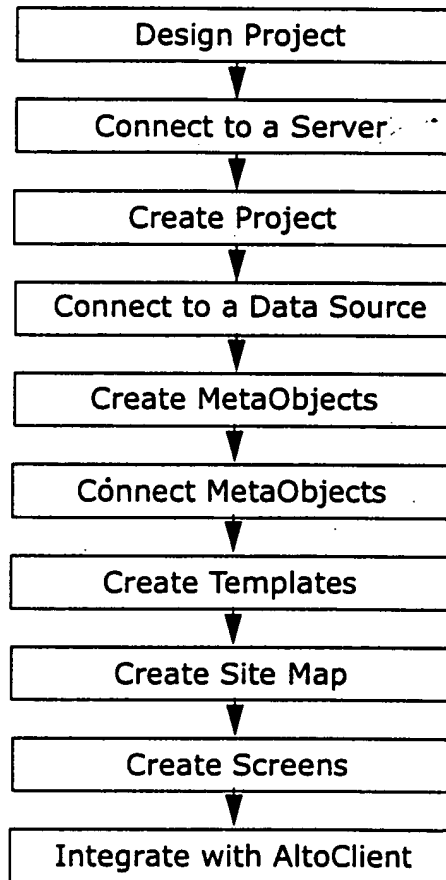 Design Project
Connect to a Server
Create Project
Connect to a Data Source
Create MetaObjects
Connect MetaObjects
Create Templates
Create Site Map
Create Screens
Integrate with AltoClient